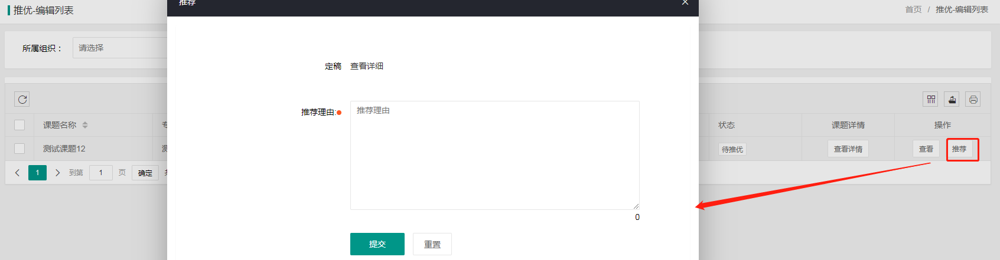 推优-编辑列表
首页 / 推优-编辑列表
推荐
所属组织：
请选择
定稿 查看详细
推荐理由:
推荐理由
0
提交
重置
课题名称
状态
课题详情
操作
测试课题12
待推优
查看详情
查看
推荐
1
到第
1
页
确定